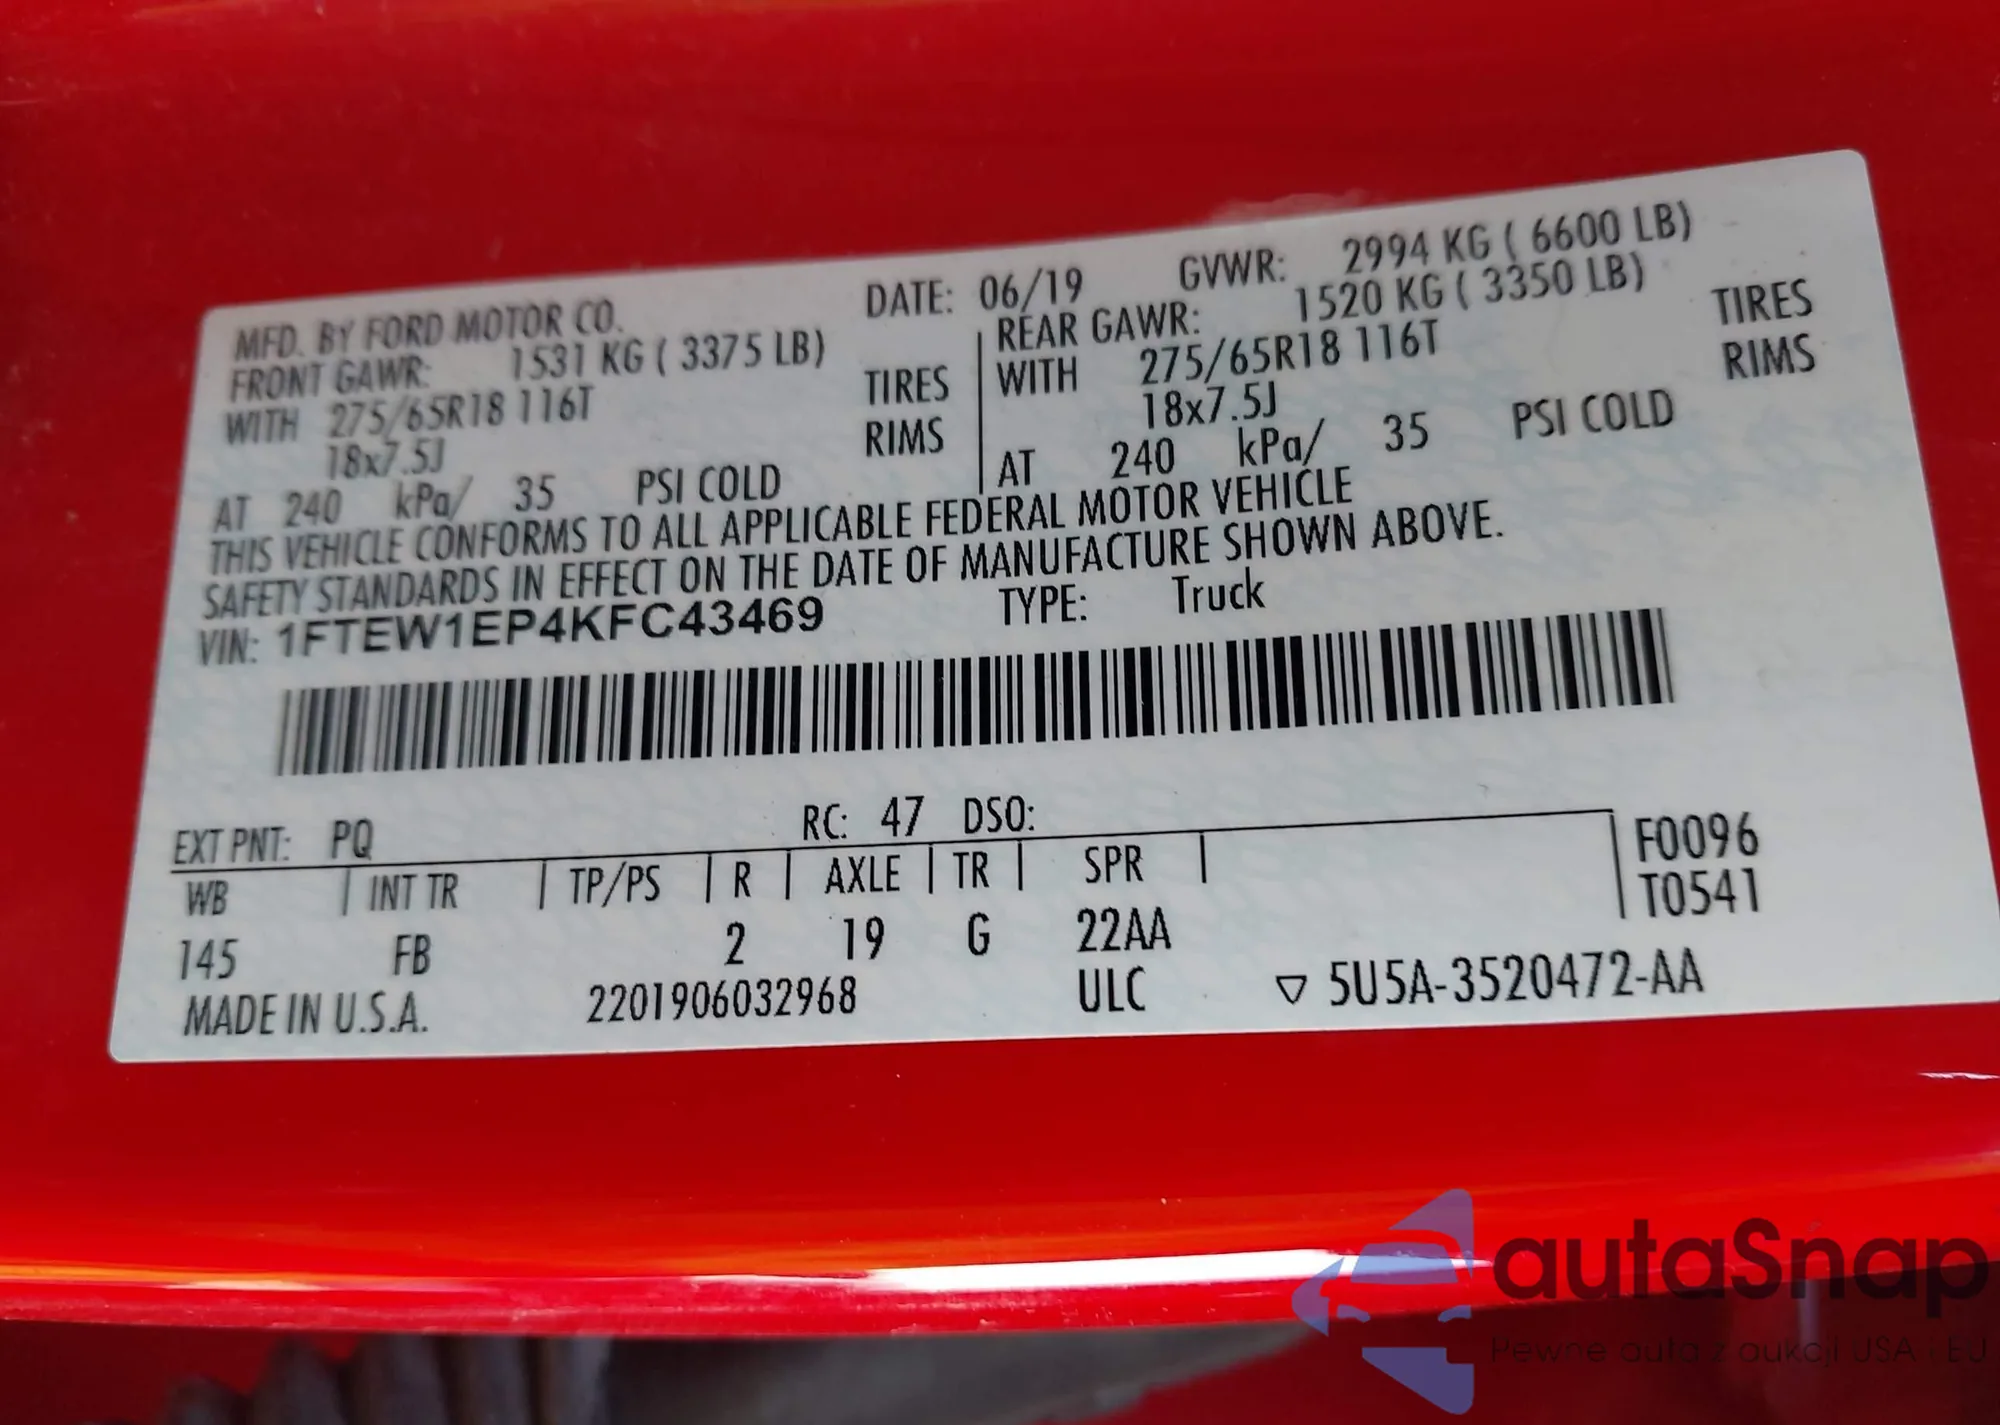 MFD. BY FORD MOTOR CO. DATE: 06/19 GVWR: 2994 KG ( 6600 LB)
FRONT GAWR: 1531 KG ( 3375 LB) REAR GAWR: 1520 KG ( 3350 LB)
WITH 275/65R18 116T TIRES WITH 275/65R18 116T TIRES
18x7.5J RIMS 18x7.5J RIMS
AT 240 kPa/ 35 PSI COLD AT 240 kPa/ 35 PSI COLD
THIS VEHICLE CONFORMS TO ALL APPLICABLE FEDERAL MOTOR VEHICLE
SAFETY STANDARDS IN EFFECT ON THE DATE OF MANUFACTURE SHOWN ABOVE.
VIN: 1FTEW1EP4KFC43469 TYPE: Truck
EXT PNT: PQ RC: 47 DSO: F0096
WB INT TR TP/PS R AXLE TR SPR T0541
145 FB 2 19 G 22AA
MADE IN U.S.A. 2201906032968 ULC ▽ 5U5A-3520472-AA
autaSnap
Pewne auta z aukcji USA i EU